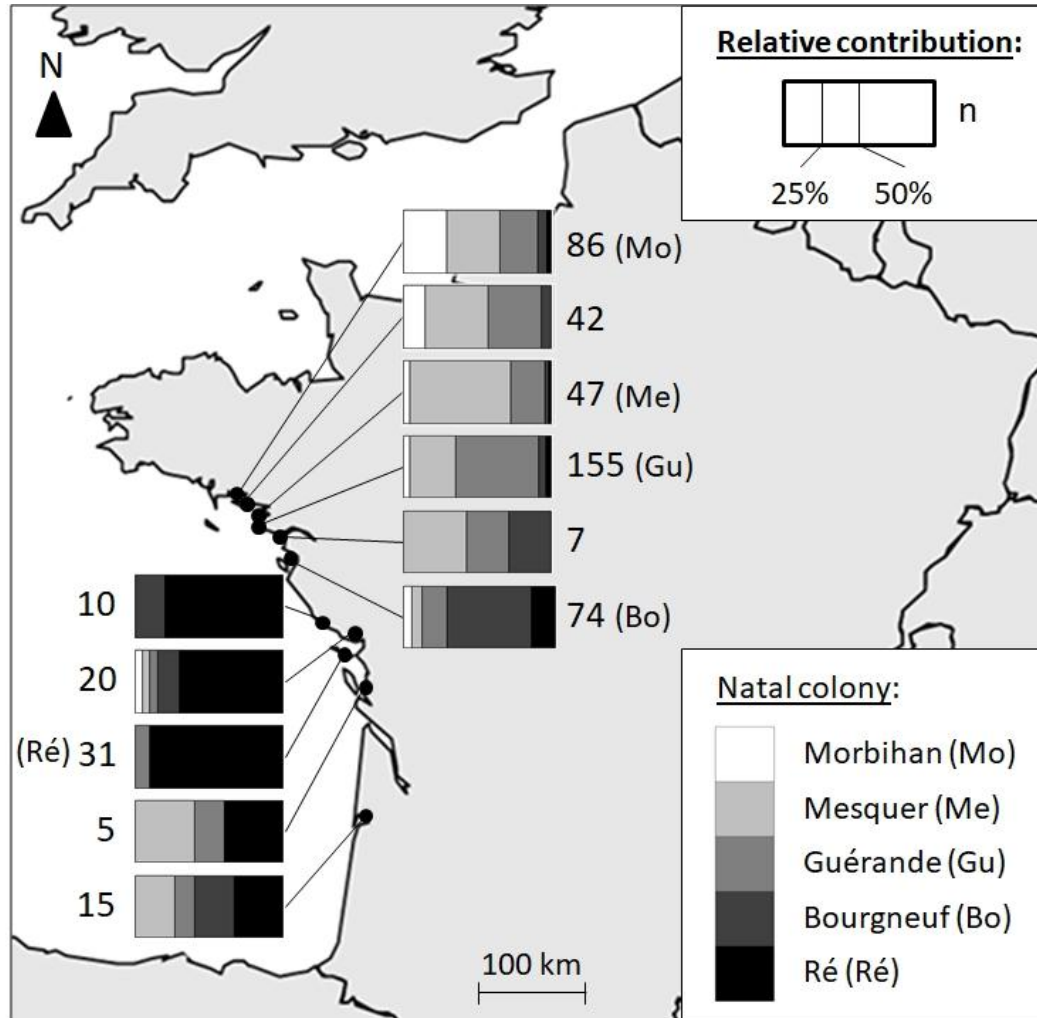 N
Relative contribution:
n
25% 50%
86 (Mo)
42
47 (Me)
155 (Gu)
7
74 (Bo)
10
20
(Ré) 31
5
15
100 km
Natal colony:
Morbihan (Mo)
Mesquer (Me)
Guérande (Gu)
Bourgneuf (Bo)
Ré (Ré)